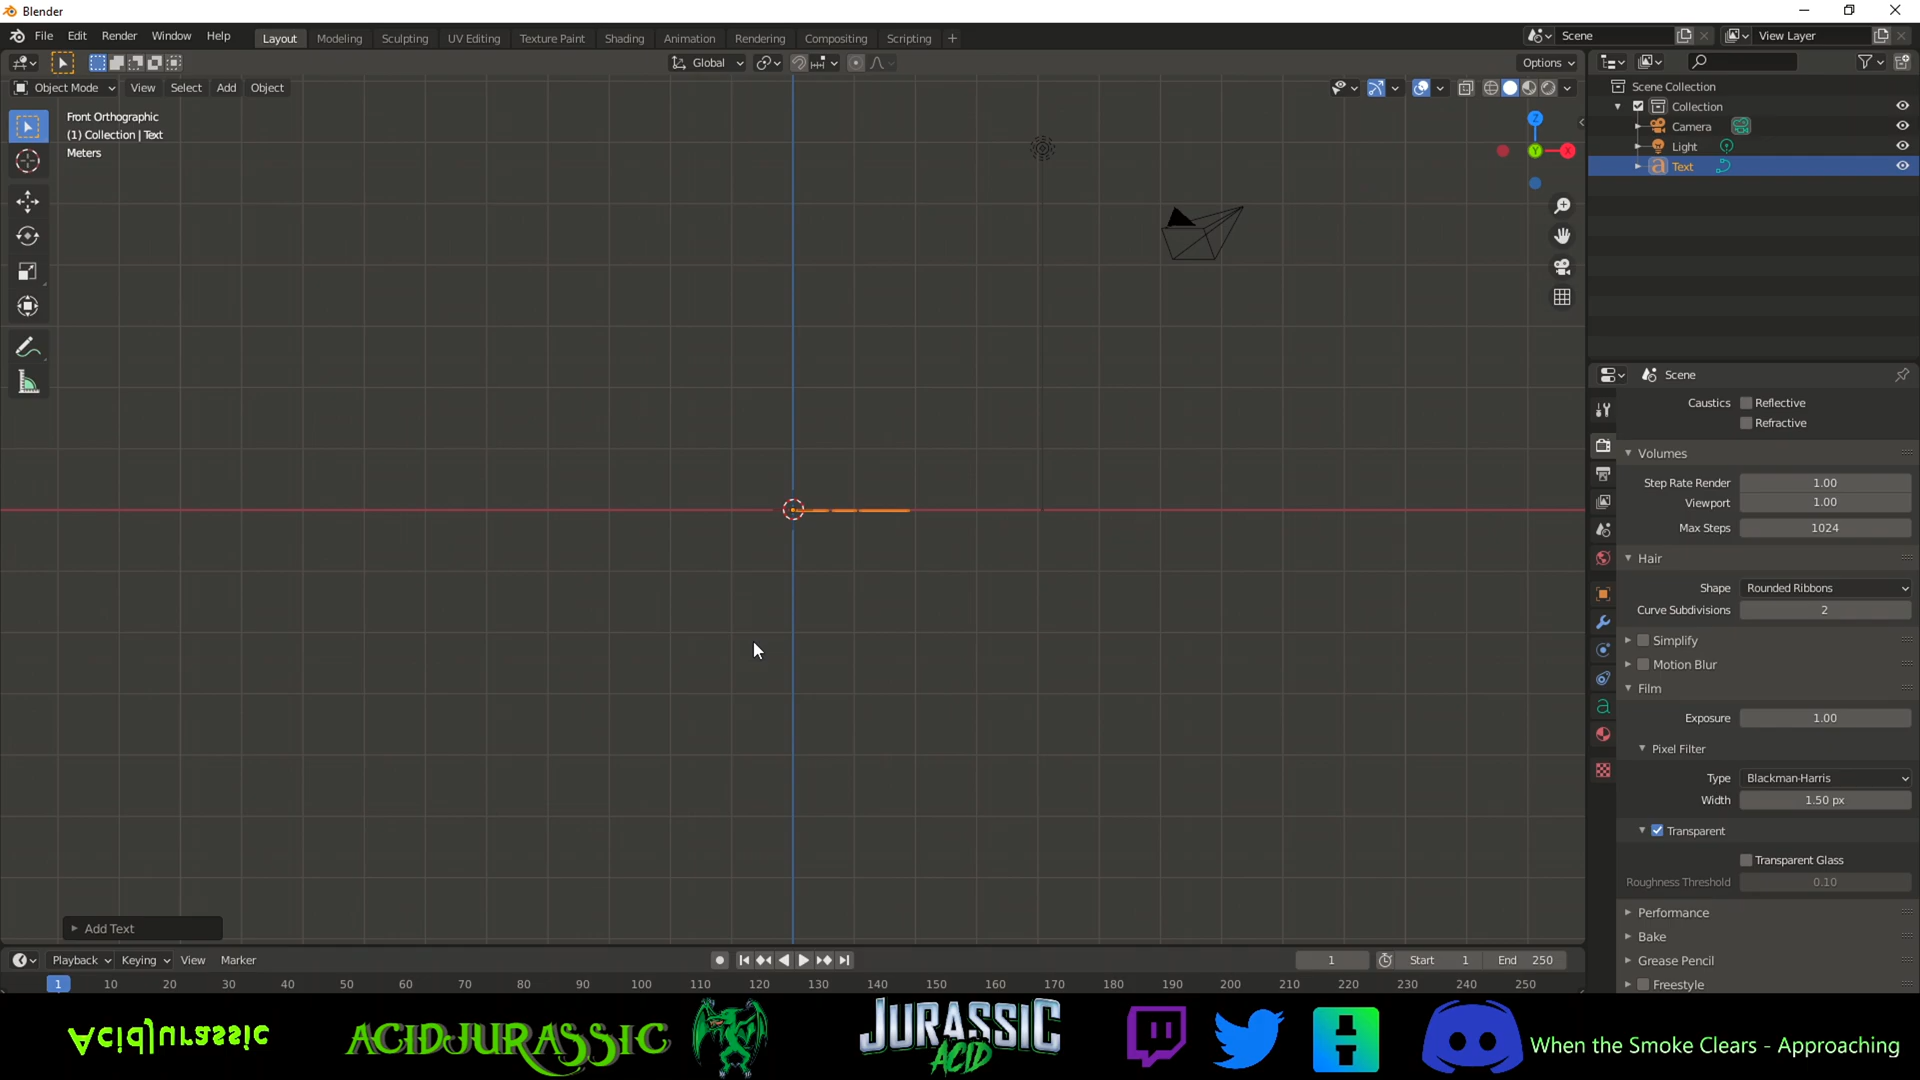 Blender
File Edit Render Window Help
Layout Modeling Sculpting UV Editing Texture Paint Shading Animation Rendering Compositing Scripting +
Scene
View Layer
Global
Options
Object Mode View Select Add Object
Front Orthographic
(1) Collection | Text
Meters
Z
Y
X
Scene Collection
Collection
Camera
Light
Text
Scene
Caustics Reflective
Refractive
Volumes
Step Rate Render 1.00
Viewport 1.00
Max Steps 1024
Hair
Shape Rounded Ribbons
Curve Subdivisions 2
Simplify
Motion Blur
Film
Exposure 1.00
Pixel Filter
Type Blackman-Harris
Width 1.50 px
Transparent
Transparent Glass
Roughness Threshold 0.10
Performance
Bake
Grease Pencil
Freestyle
Add Text
Playback Keying View Marker
1 Start 1 End 250
1 10 20 30 40 50 60 70 80 90 100 110 120 130 140 150 160 170 180 190 200 210 220 230 240 250
AcidJurassic
ACIDJURASSIC
JURASSIC
ACID
When the Smoke Clears - Approaching